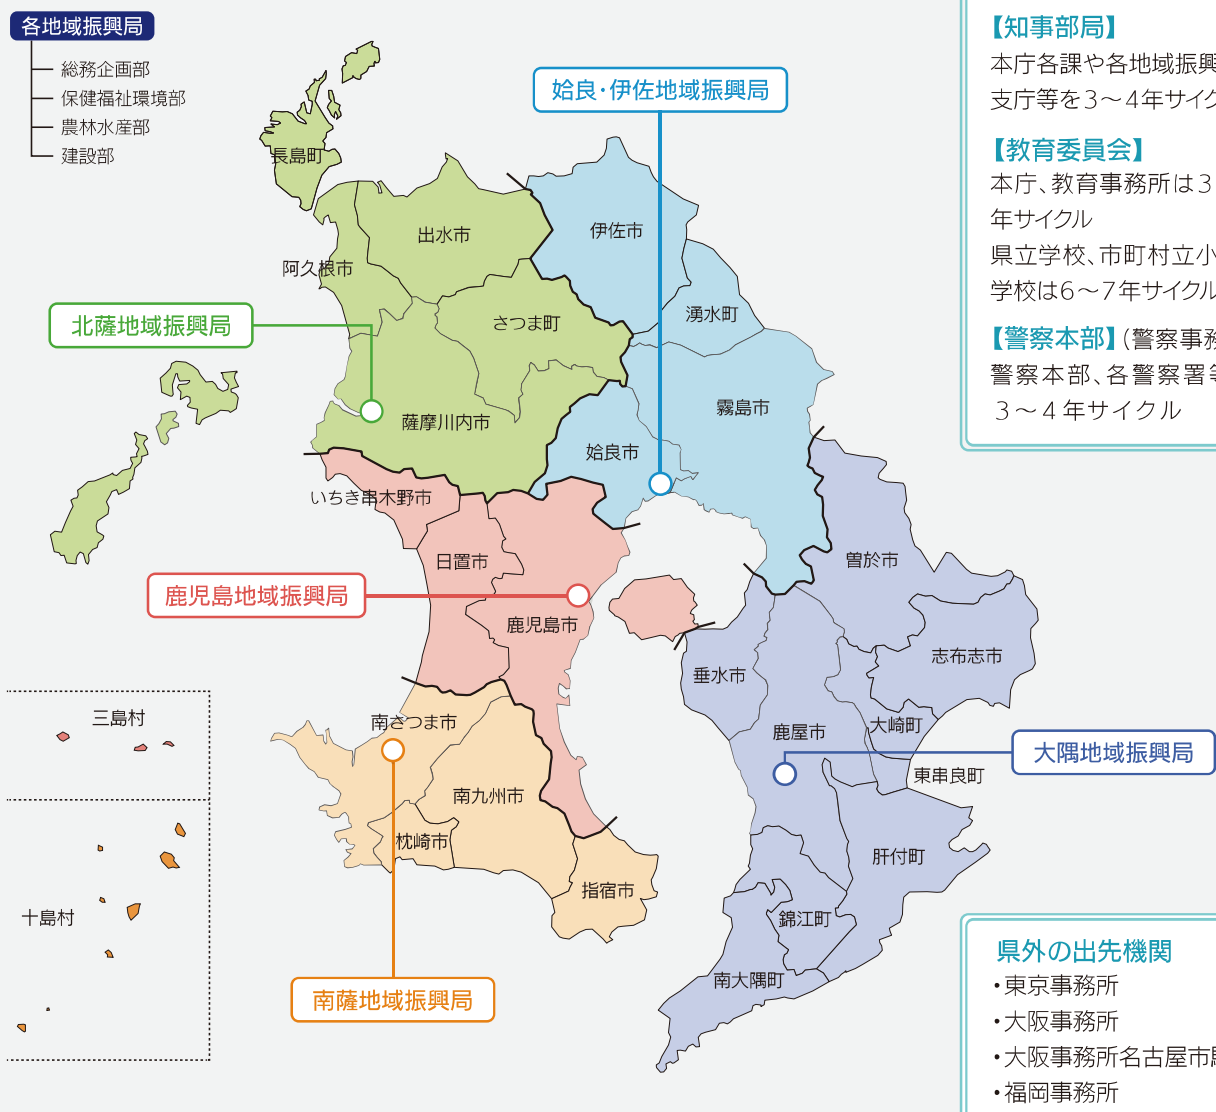 各地域振興局
総務企画部
保健福祉環境部
農林水産部
建設部
長島町
出水市
阿久根市
さつま町
薩摩川内市
北薩地域振興局
姶良・伊佐地域振興局
伊佐市
湧水町
霧島市
姶良市
いちき串木野市
日置市
鹿児島市
鹿児島地域振興局
曽於市
志布志市
垂水市
鹿屋市
大崎町
東串良町
大隅地域振興局
肝付町
錦江町
南大隅町
南さつま市
南九州市
枕崎市
指宿市
南薩地域振興局
三島村
十島村
【知事部局】
本庁各課や各地域振興
支庁等を3～4年サイク
【教育委員会】
本庁、教育事務所は3
年サイクル
県立学校、市町村立小
学校は6～7年サイクル
【警察本部】(警察事務
警察本部、各警察署等
3～4年サイクル
県外の出先機関
・東京事務所
・大阪事務所
・大阪事務所名古屋市
・福岡事務所